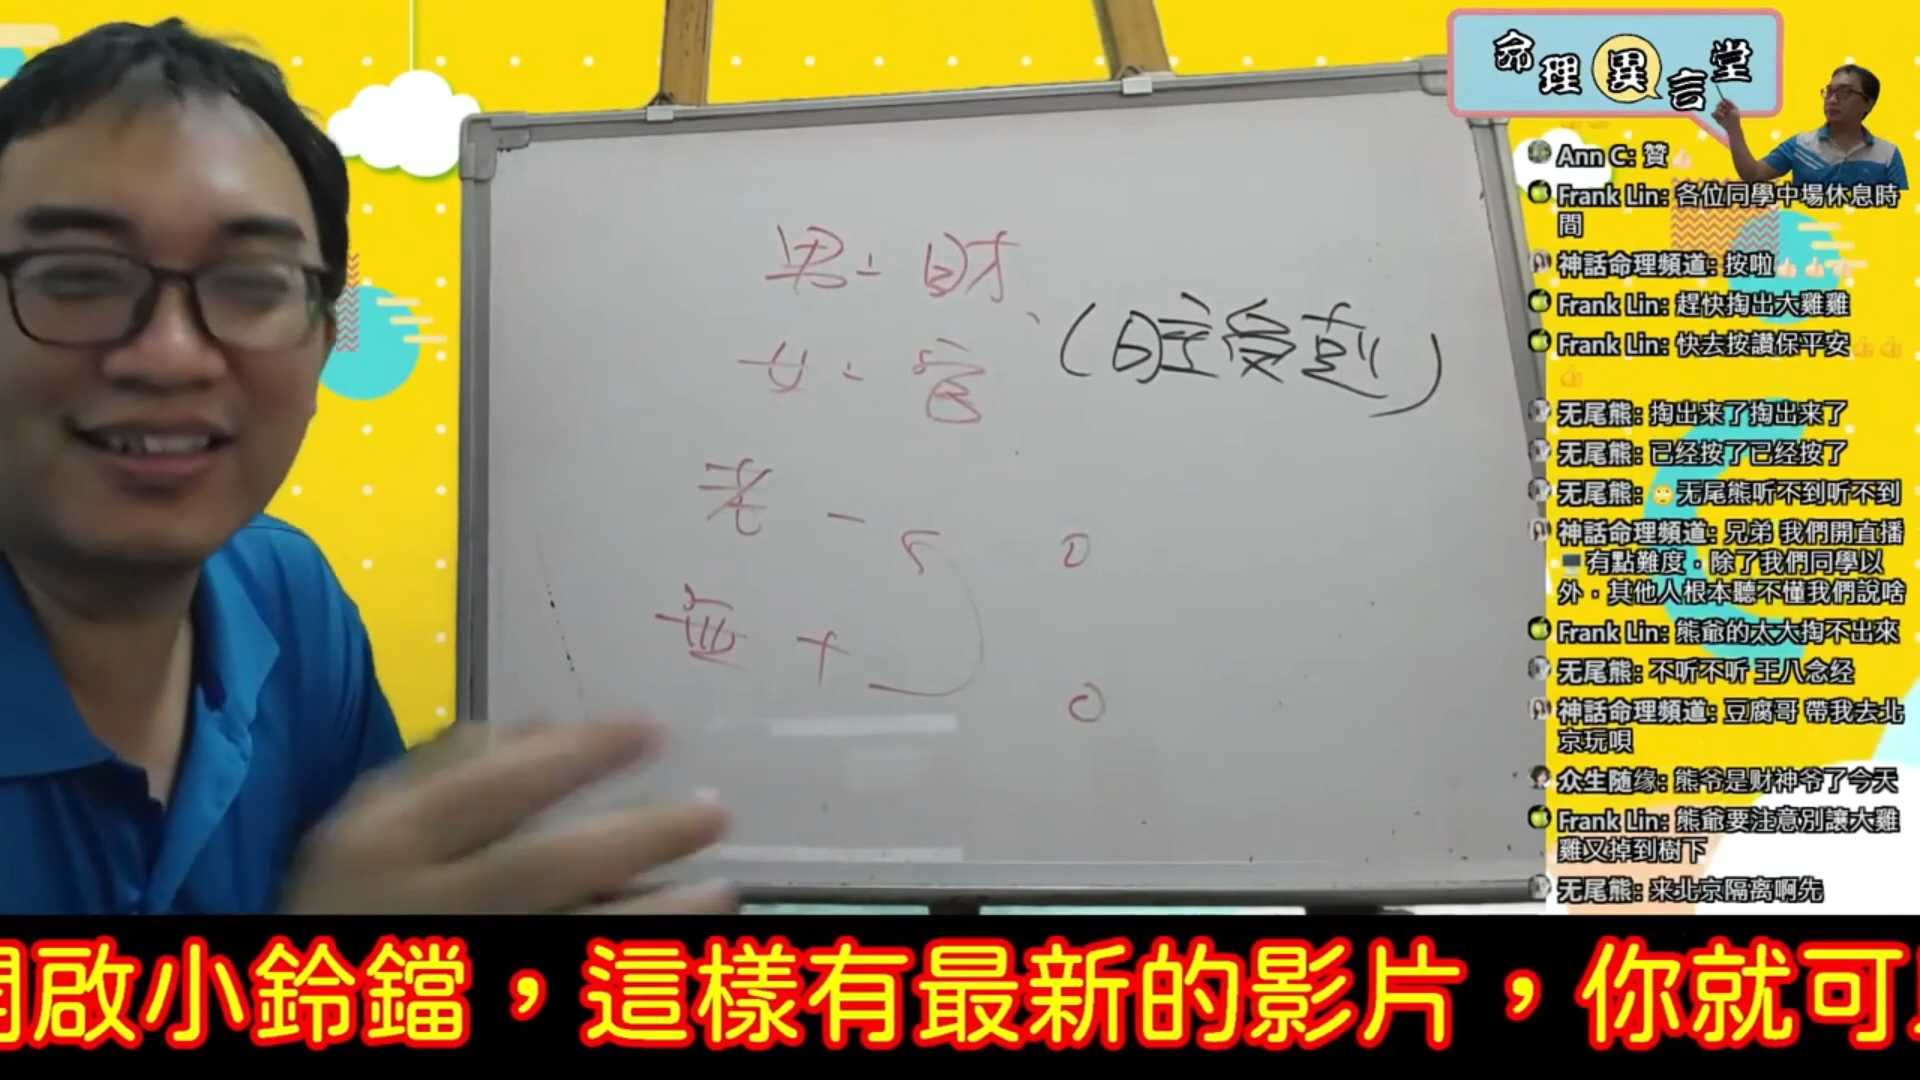 命理異言堂
男：財
女：官
(旺受剋)
老 -
並 +
Ann C: 贊
Frank Lin: 各位同學中場休息時
間
神話命理頻道: 按啦
Frank Lin: 趕快掏出大雞雞
Frank Lin: 快去按讚保平安
无尾熊: 掏出来了掏出来了
无尾熊: 已经按了已经按了
无尾熊: 无尾熊听不到听不到
神話命理頻道: 兄弟 我們開直播
有點難度，除了我們同學以
外，其他人根本聽不懂我們說啥
Frank Lin: 熊爺的太大掏不出來
无尾熊: 不听不听 王八念经
神話命理頻道: 豆腐哥 帶我去北
京玩唄
众生随缘: 熊爷是财神爷了今天
Frank Lin: 熊爺要注意別讓大雞
雞又掉到樹下
无尾熊: 来北京隔离啊先
開啟小鈴鐺，這樣有最新的影片，你就可